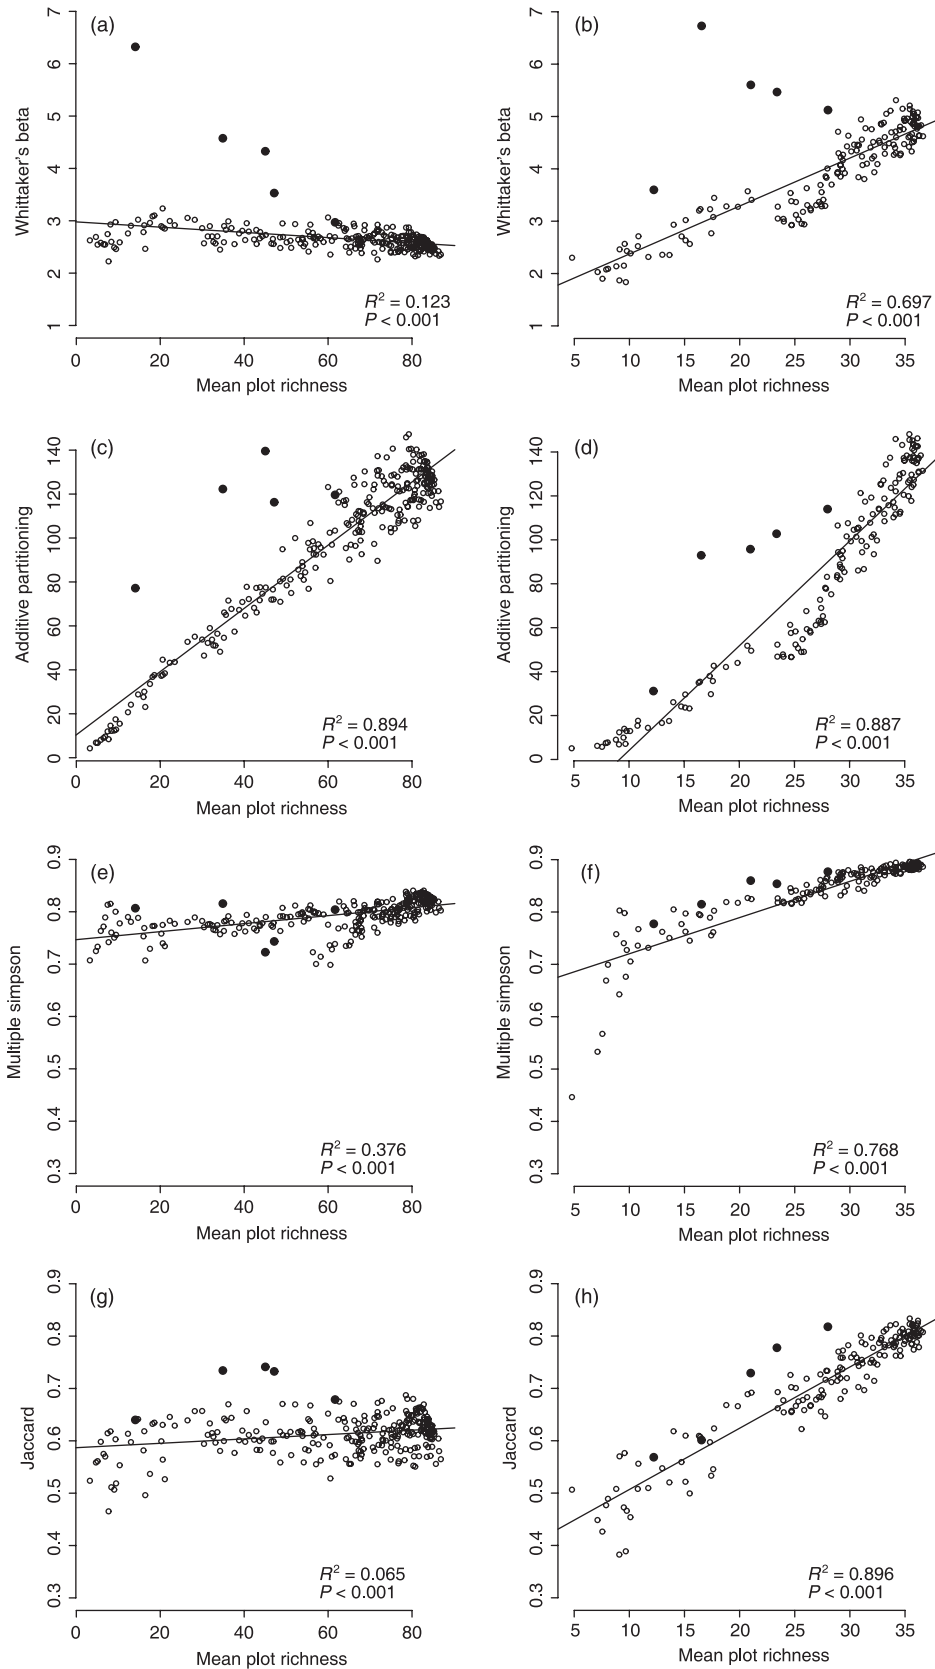 (a)
Whittaker's beta
1 2 3 4 5 6 7
R² = 0.123
P < 0.001
0 20 40 60 80
Mean plot richness
(b)
Whittaker's beta
1 2 3 4 5 6 7
R² = 0.697
P < 0.001
5 10 15 20 25 30 35
Mean plot richness
(c)
Additive partitioning
0 20 40 60 80 100 120 140
R² = 0.894
P < 0.001
0 20 40 60 80
Mean plot richness
(d)
Additive partitioning
0 20 40 60 80 100 120 140
R² = 0.887
P < 0.001
5 10 15 20 25 30 35
Mean plot richness
(e)
Multiple simpson
0.3 0.4 0.5 0.6 0.7 0.8 0.9
R² = 0.376
P < 0.001
0 20 40 60 80
Mean plot richness
(f)
Multiple simpson
0.3 0.4 0.5 0.6 0.7 0.8 0.9
R² = 0.768
P < 0.001
5 10 15 20 25 30 35
Mean plot richness
(g)
Jaccard
0.3 0.4 0.5 0.6 0.7 0.8 0.9
R² = 0.065
P < 0.001
0 20 40 60 80
Mean plot richness
(h)
Jaccard
0.3 0.4 0.5 0.6 0.7 0.8 0.9
R² = 0.896
P < 0.001
5 10 15 20 25 30 35
Mean plot richness